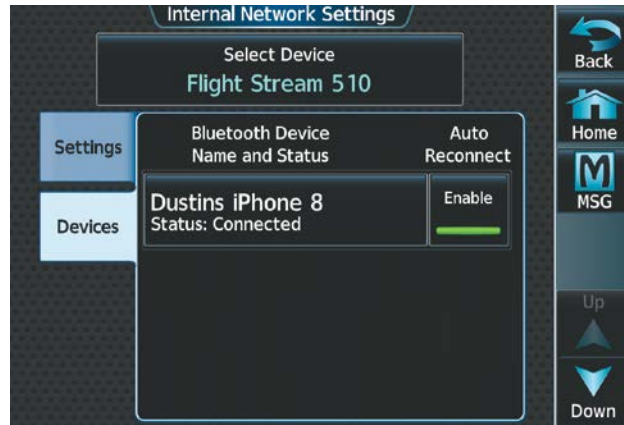 Internal Network Settings
Select Device
Flight Stream 510
Back
Home
MSG
Settings
Devices
Bluetooth Device
Name and Status
Auto
Reconnect
Dustins iPhone 8
Status: Connected
Enable
Up
Down